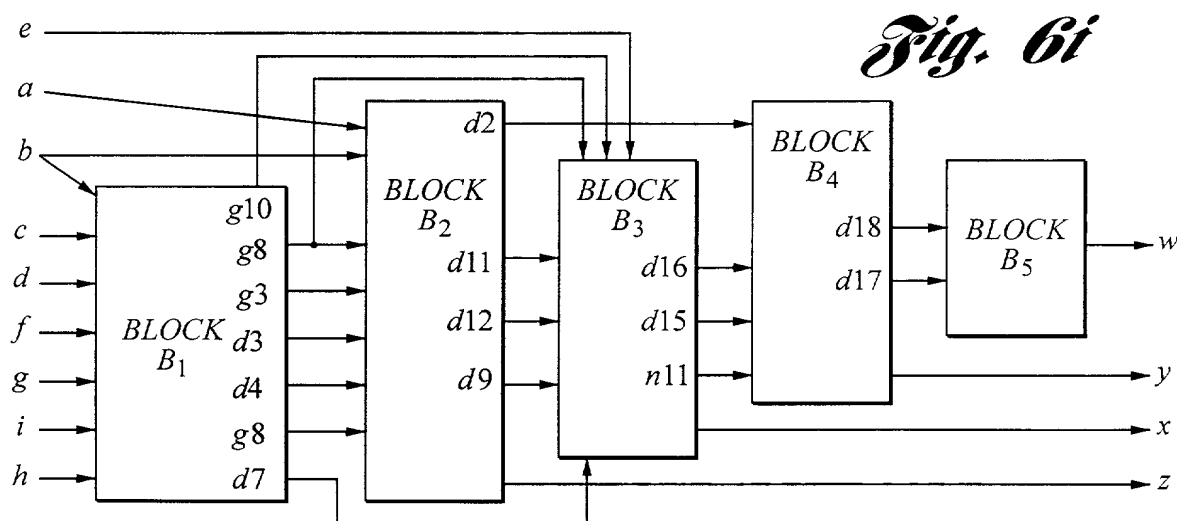 Fig. 6i
e
a
b
c
d
f
g
i
h
BLOCK
B1
g10
g8
g3
d3
d4
g8
d7
BLOCK
B2
d2
d11
d12
d9
BLOCK
B3
d16
d15
n11
BLOCK
B4
d18
d17
BLOCK
B5
w
y
x
z